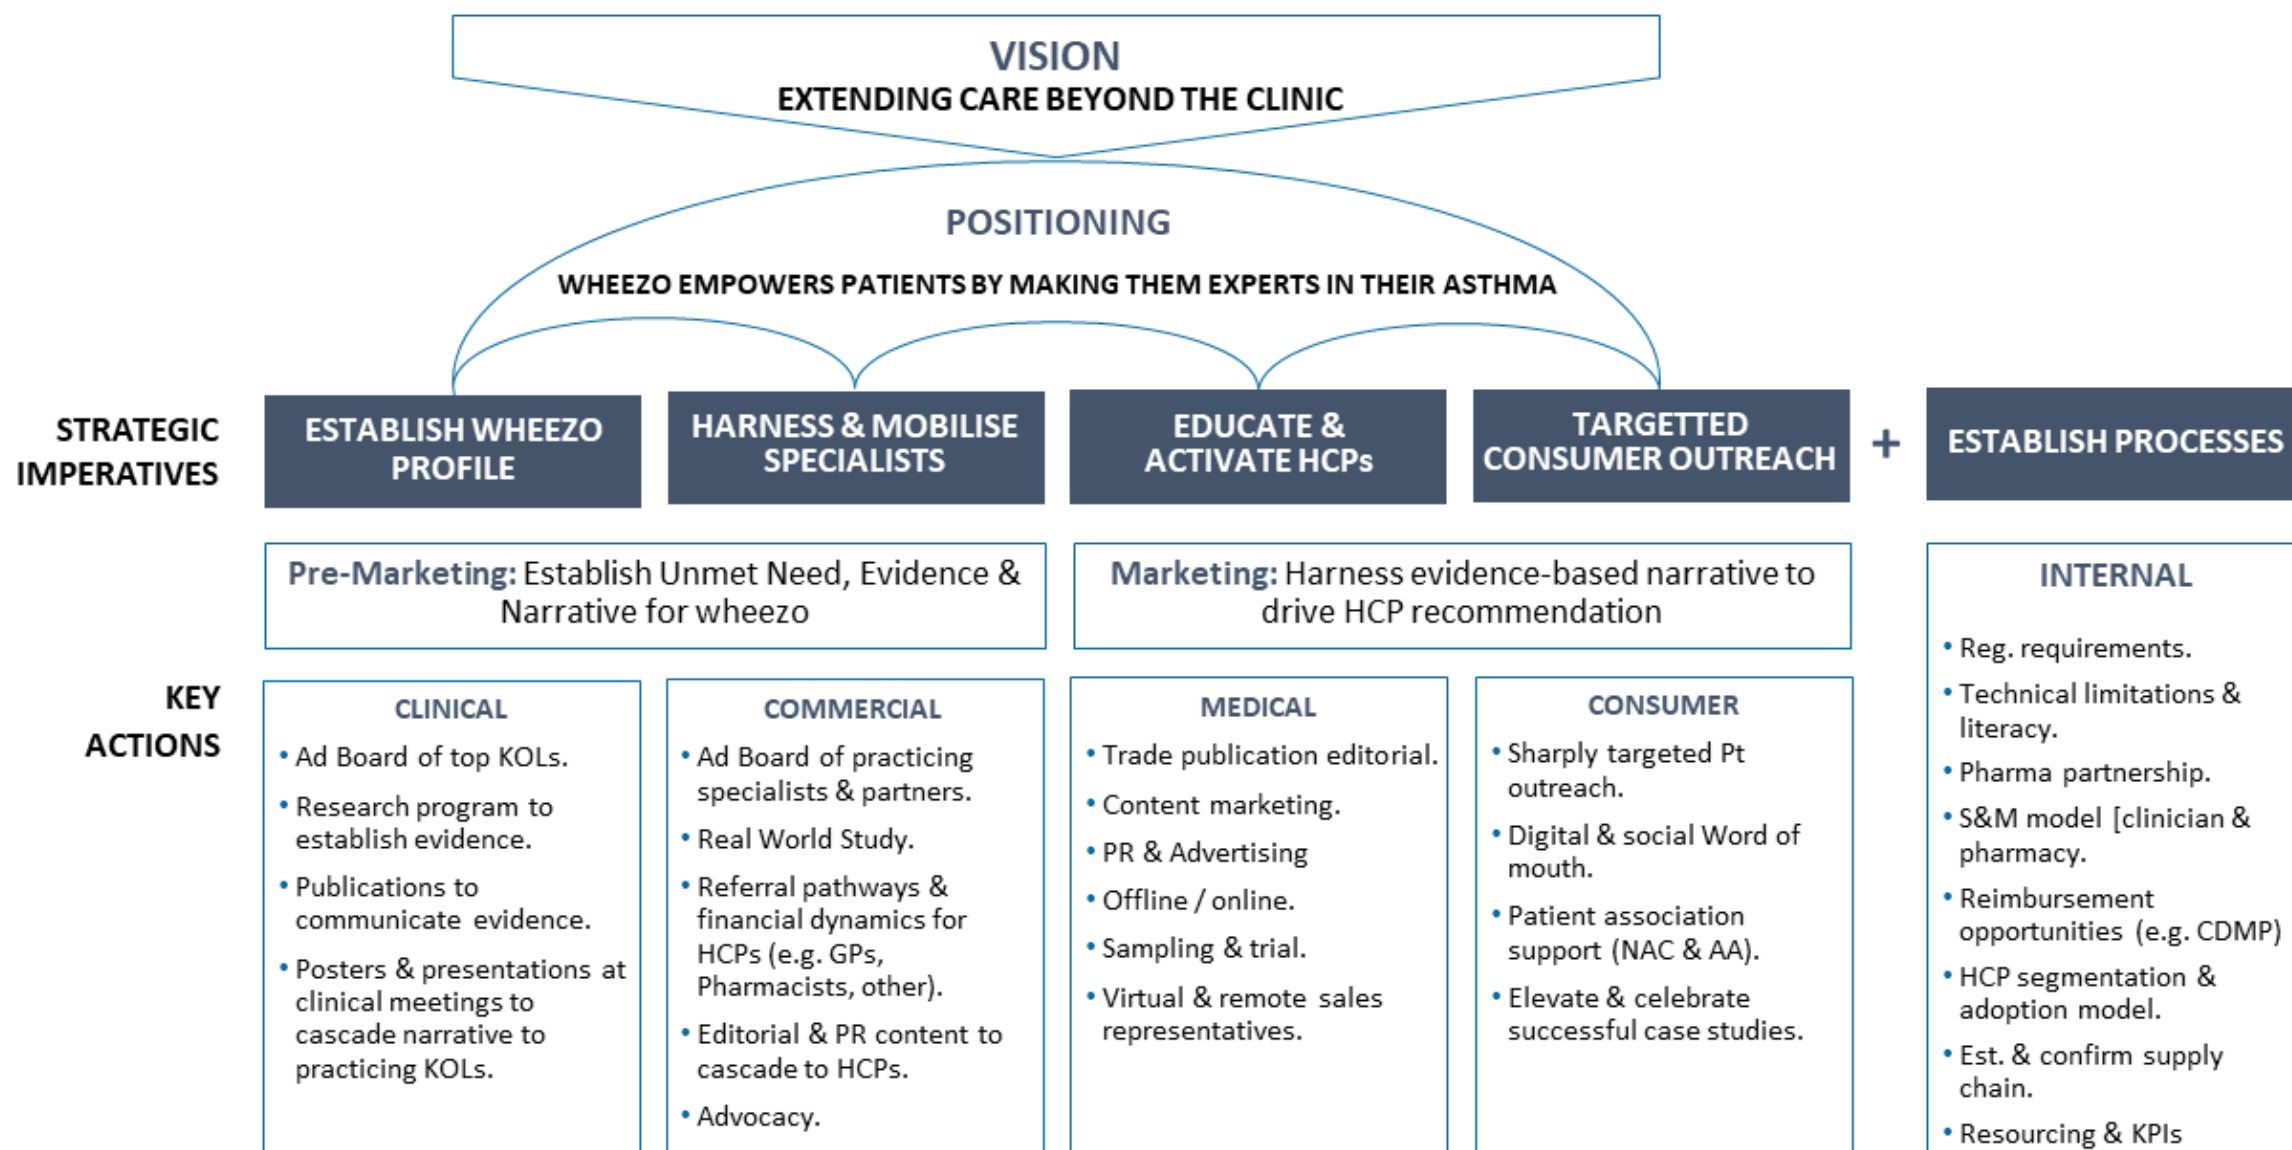 VISION
EXTENDING CARE BEYOND THE CLINIC
POSITIONING
WHEEZO EMPOWERS PATIENTS BY MAKING THEM EXPERTS IN THEIR ASTHMA
STRATEGIC
IMPERATIVES
ESTABLISH WHEEZO
PROFILE
HARNESS & MOBILISE
SPECIALISTS
EDUCATE &
ACTIVATE HCPs
TARGETTED
CONSUMER OUTREACH
+
ESTABLISH PROCESSES
Pre-Marketing: Establish Unmet Need, Evidence &
Narrative for wheezo
Marketing: Harness evidence-based narrative to
drive HCP recommendation
KEY
ACTIONS
CLINICAL
• Ad Board of top KOLs.
• Research program to
establish evidence.
• Publications to
communicate evidence.
• Posters & presentations at
clinical meetings to
cascade narrative to
practicing KOLs.
COMMERCIAL
• Ad Board of practicing
specialists & partners.
• Real World Study.
• Referral pathways &
financial dynamics for
HCPs (e.g. GPs,
Pharmacists, other).
• Editorial & PR content to
cascade to HCPs.
• Advocacy.
MEDICAL
• Trade publication editorial.
• Content marketing.
• PR & Advertising
• Offline / online.
• Sampling & trial.
• Virtual & remote sales
representatives.
CONSUMER
• Sharply targeted Pt
outreach.
• Digital & social Word of
mouth.
• Patient association
support (NAC & AA).
• Elevate & celebrate
successful case studies.
INTERNAL
• Reg. requirements.
• Technical limitations &
literacy.
• Pharma partnership.
• S&M model [clinician &
pharmacy.
• Reimbursement
opportunities (e.g. CDMP)
• HCP segmentation &
adoption model.
• Est. & confirm supply
chain.
• Resourcing & KPIs